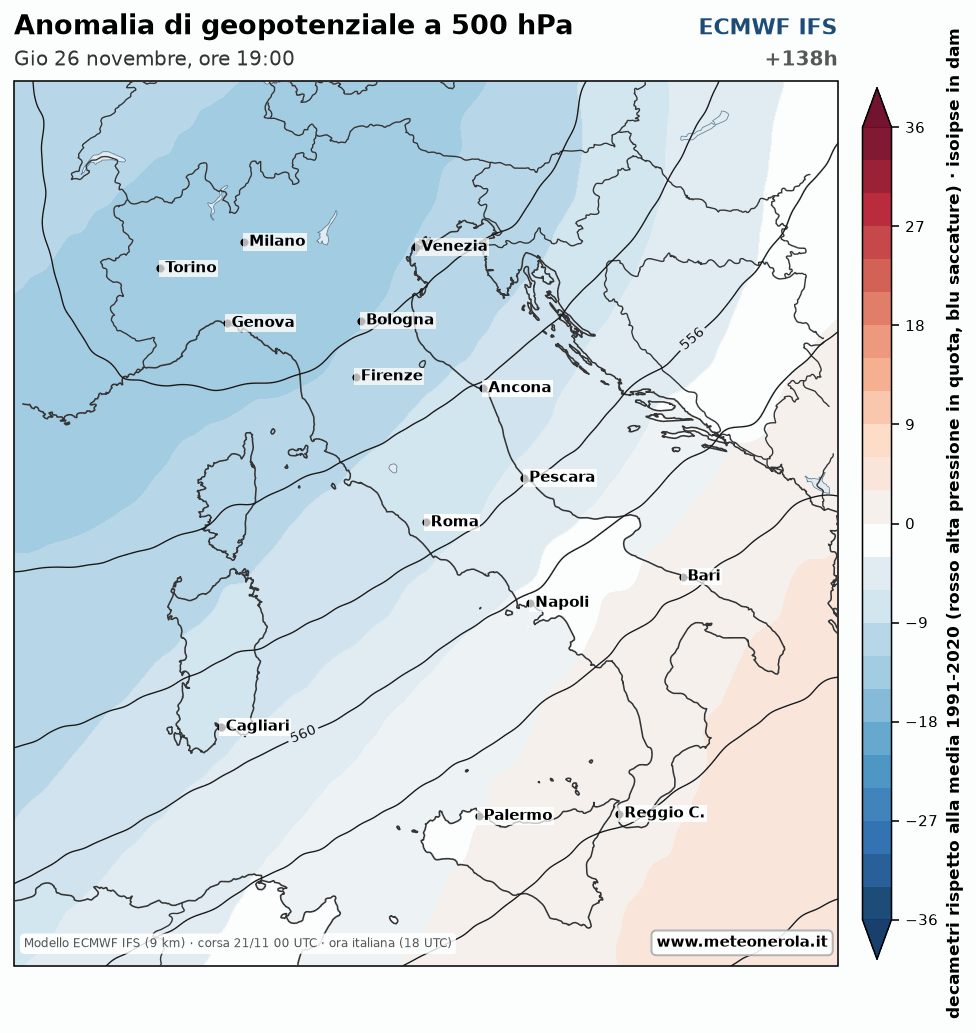 Anomalia di geopotenziale a 500 hPa
ECMWF IFS
Gio 26 novembre, ore 19:00
+138h
Milano
Venezia
Torino
Genova
Bologna
Firenze
Ancona
556
Pescara
Roma
Bari
Napoli
Cagliari
560
Palermo
Reggio C.
Modello ECMWF IFS (9 km) · corsa 21/11 00 UTC · ora italiana (18 UTC)
www.meteonerola.it
36
27
18
9
0
−9
−18
−27
−36
decametri rispetto alla media 1991-2020 (rosso alta pressione in quota, blu saccature) · isoipse in dam